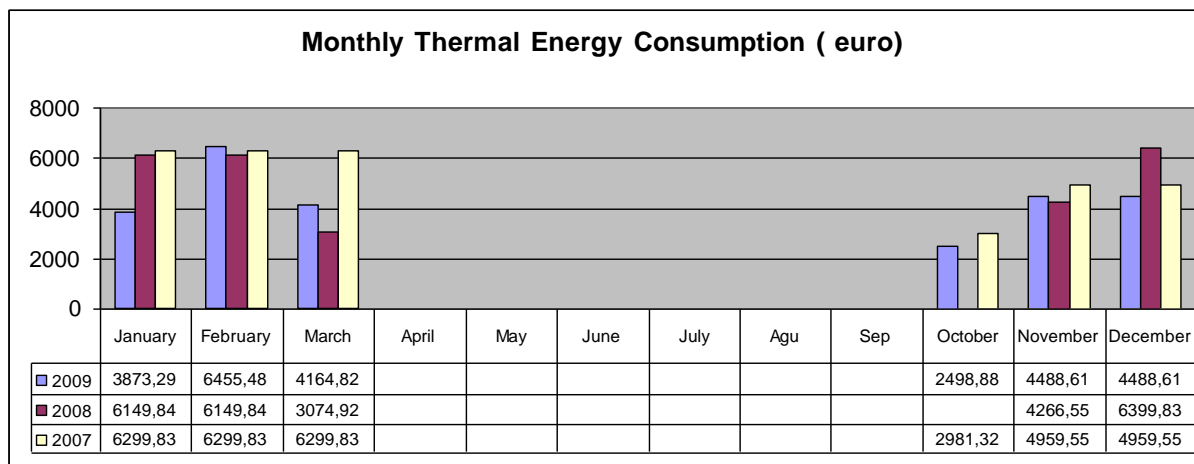 Monthly Thermal Energy Consumption ( euro)
8000
6000
4000
2000
0
January February March April May June July Agu Sep October November December
2009 3873,29 6455,48 4164,82 2498,88 4488,61 4488,61
2008 6149,84 6149,84 3074,92 4266,55 6399,83
2007 6299,83 6299,83 6299,83 2981,32 4959,55 4959,55